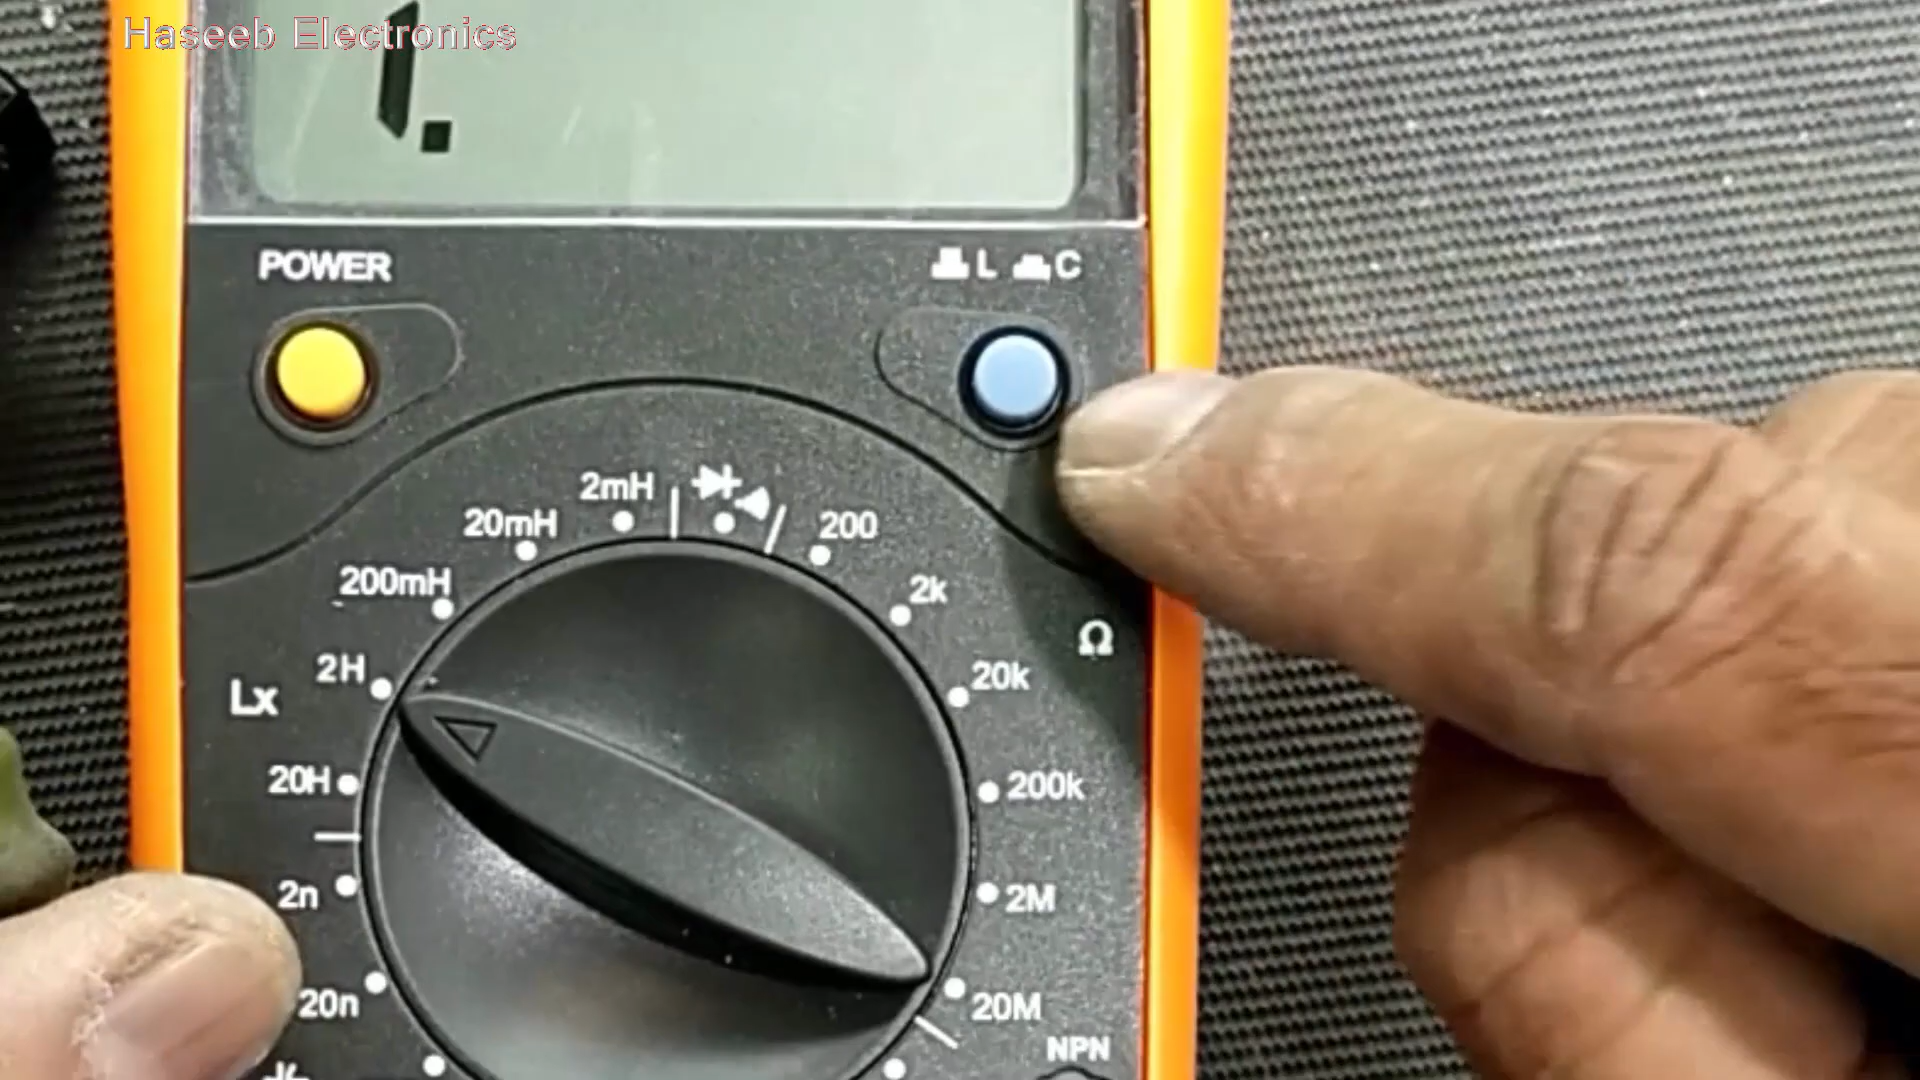 Haseeb Electronics
1.
POWER
L C
2mH
200
20mH
200mH
2k
Ω
2H
20k
Lx
20H
200k
2n
2M
20n
20M
NPN